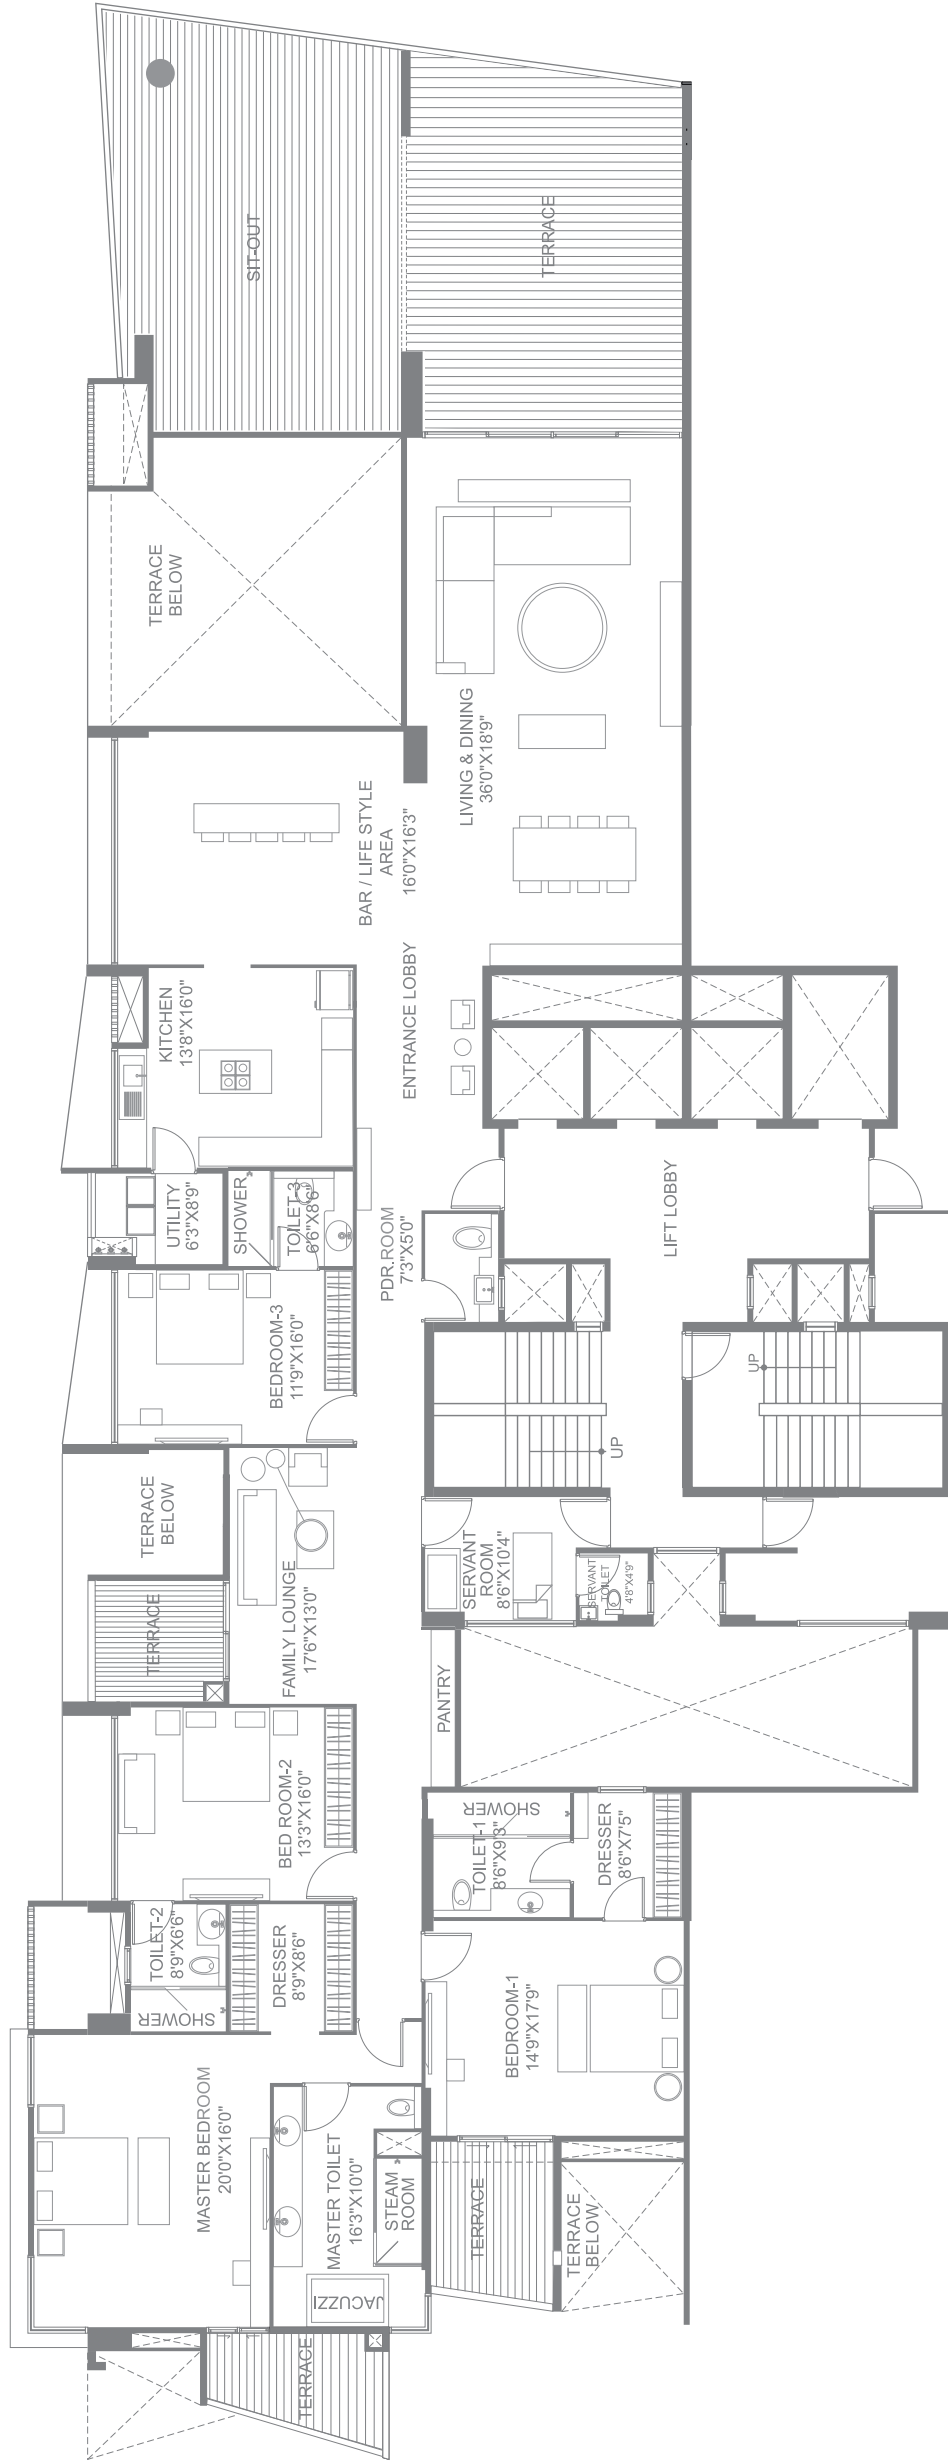 SIT-OUT
TERRACE
TERRACE
BELOW
LIVING & DINING
36'0"X18'9"
BAR / LIFE STYLE
AREA
16'0"X16'3"
ENTRANCE LOBBY
KITCHEN
13'8"X16'0"
UTILITY
6'3"X8'9"
SHOWER
TOILET-3
6'6"X8'6"
PDR.ROOM
7'3"X5'0"
LIFT LOBBY
BEDROOM-3
11'9"X16'0"
UP
UP
TERRACE
BELOW
TERRACE
FAMILY LOUNGE
17'6"X13'0"
SERVANT
ROOM
8'6"X10'4"
SERVANT
TOILET
4'8"X4'9"
PANTRY
BED ROOM-2
13'3"X16'0"
SHOWER
TOILET-1
8'6"X9'3"
DRESSER
8'6"X7'5"
TOILET-2
8'9"X6'6"
SHOWER
DRESSER
8'9"X8'6"
BEDROOM-1
14'9"X17'9"
MASTER BEDROOM
20'0"X16'0"
MASTER TOILET
16'3"X10'0"
STEAM
ROOM
JACUZZI
TERRACE
TERRACE
BELOW
TERRACE